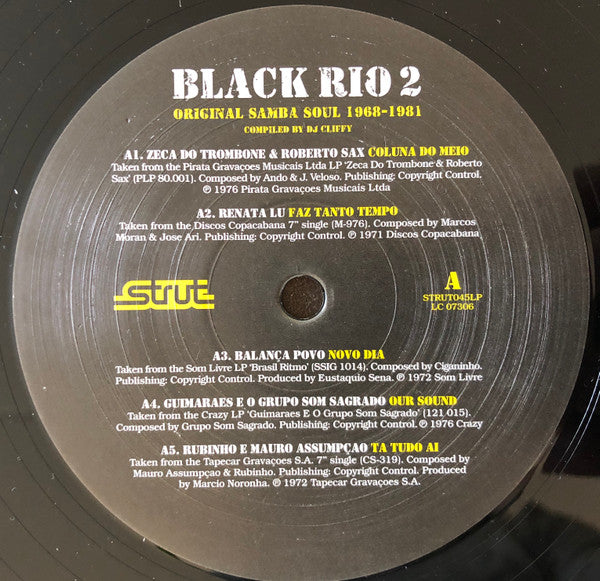 BLACK RIO 2
ORIGINAL SAMBA SOUL 1968-1981
COMPILED BY DJ CLIFFY
A1. ZECA DO TROMBONE & ROBERTO SAX COLUNA DO MEIO
Taken from the Pirata Gravaçoes Musicais Ltda LP 'Zeca Do Trombone & Roberto
Sax' (PLP 80.001). Composed by Ando & J. Veloso. Publishing: Copyright Control.
℗ 1976 Pirata Gravaçoes Musicais Ltda
A2. RENATA LU FAZ TANTO TEMPO
Taken from the Discos Copacabana 7" single (M-976). Composed by Marcos
Moran & Jose Ari. Publishing: Copyright Control. ℗ 1971 Discos Copacabana
strut
A
STRUT045LP
LC 07306
A3. BALANÇA POVO NOVO DIA
Taken from the Som Livre LP 'Brasil Ritmo' (SSIG 1014). Composed by Ciganinho.
Publishing: Copyright Control. Produced by Eustaquio Sena. ℗ 1972 Som Livre
A4. GUIMARAES E O GRUPO SOM SAGRADO OUR SOUND
Taken from the Crazy LP 'Guimaraes E O Grupo Som Sagrado' (121 015).
Composed by Grupo Som Sagrado. Publishing: Copyright Control. ℗ 1976 Crazy
A5. RUBINHO E MAURO ASSUMPÇAO TA TUDO AI
Taken from the Tapecar Gravaçoes S.A. 7" single (CS-319). Composed by
Mauro Assumpçao & Rubinho. Publishing: Copyright Control. Produced
by Marcio Noronha. ℗ 1972 Tapecar Gravaçoes S.A.